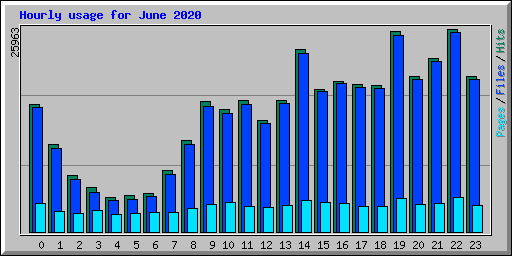 Hourly usage for June 2020
25963
Pages/Files/Hits
0 1 2 3 4 5 6 7 8 9 10 11 12 13 14 15 16 17 18 19 20 21 22 23